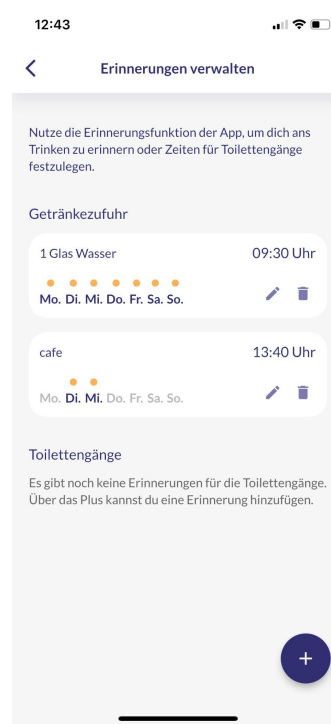 12:43
Erinnerungen verwalten
Nutze die Erinnerungsfunktion der App, um dich ans
Trinken zu erinnern oder Zeiten für Toilettengänge
festzulegen.
Getränkezufuhr
1 Glas Wasser 09:30 Uhr
Mo. Di. Mi. Do. Fr. Sa. So.
cafe 13:40 Uhr
Mo. Di. Mi. Do. Fr. Sa. So.
Toilettengänge
Es gibt noch keine Erinnerungen für die Toilettengänge.
Über das Plus kannst du eine Erinnerung hinzufügen.
+